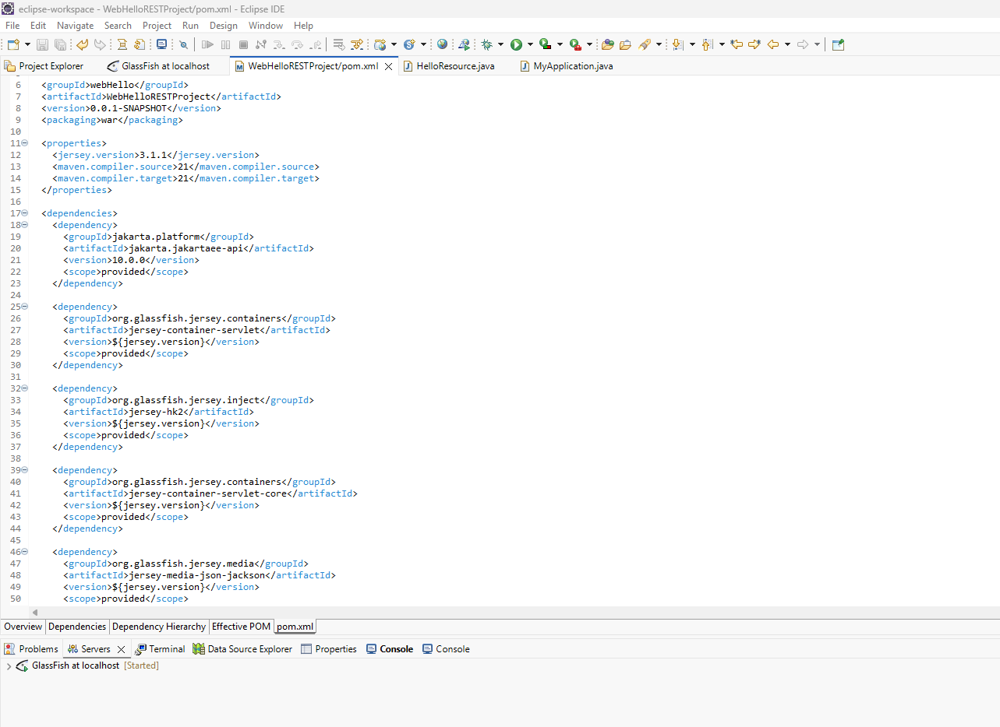 eclipse-workspace - WebHelloRESTProject/pom.xml - Eclipse IDE
File Edit Navigate Search Project Run Design Window Help
Project Explorer GlassFish at localhost WebHelloRESTProject/pom.xml HelloResource.java MyApplication.java
6 <groupId>webHello</groupId>
7 <artifactId>WebHelloRESTProject</artifactId>
8 <version>0.0.1-SNAPSHOT</version>
9 <packaging>war</packaging>
10
11 <properties>
12 <jersey.version>3.1.1</jersey.version>
13 <maven.compiler.source>21</maven.compiler.source>
14 <maven.compiler.target>21</maven.compiler.target>
15 </properties>
16
17 <dependencies>
18 <dependency>
19 <groupId>jakarta.platform</groupId>
20 <artifactId>jakarta.jakartaee-api</artifactId>
21 <version>10.0.0</version>
22 <scope>provided</scope>
23 </dependency>
24
25 <dependency>
26 <groupId>org.glassfish.jersey.containers</groupId>
27 <artifactId>jersey-container-servlet</artifactId>
28 <version>${jersey.version}</version>
29 <scope>provided</scope>
30 </dependency>
31
32 <dependency>
33 <groupId>org.glassfish.jersey.inject</groupId>
34 <artifactId>jersey-hk2</artifactId>
35 <version>${jersey.version}</version>
36 <scope>provided</scope>
37 </dependency>
38
39 <dependency>
40 <groupId>org.glassfish.jersey.containers</groupId>
41 <artifactId>jersey-container-servlet-core</artifactId>
42 <version>${jersey.version}</version>
43 <scope>provided</scope>
44 </dependency>
45
46 <dependency>
47 <groupId>org.glassfish.jersey.media</groupId>
48 <artifactId>jersey-media-json-jackson</artifactId>
49 <version>${jersey.version}</version>
50 <scope>provided</scope>
Overview Dependencies Dependency Hierarchy Effective POM pom.xml
Problems Servers Terminal Data Source Explorer Properties Console Console
GlassFish at localhost [Started]